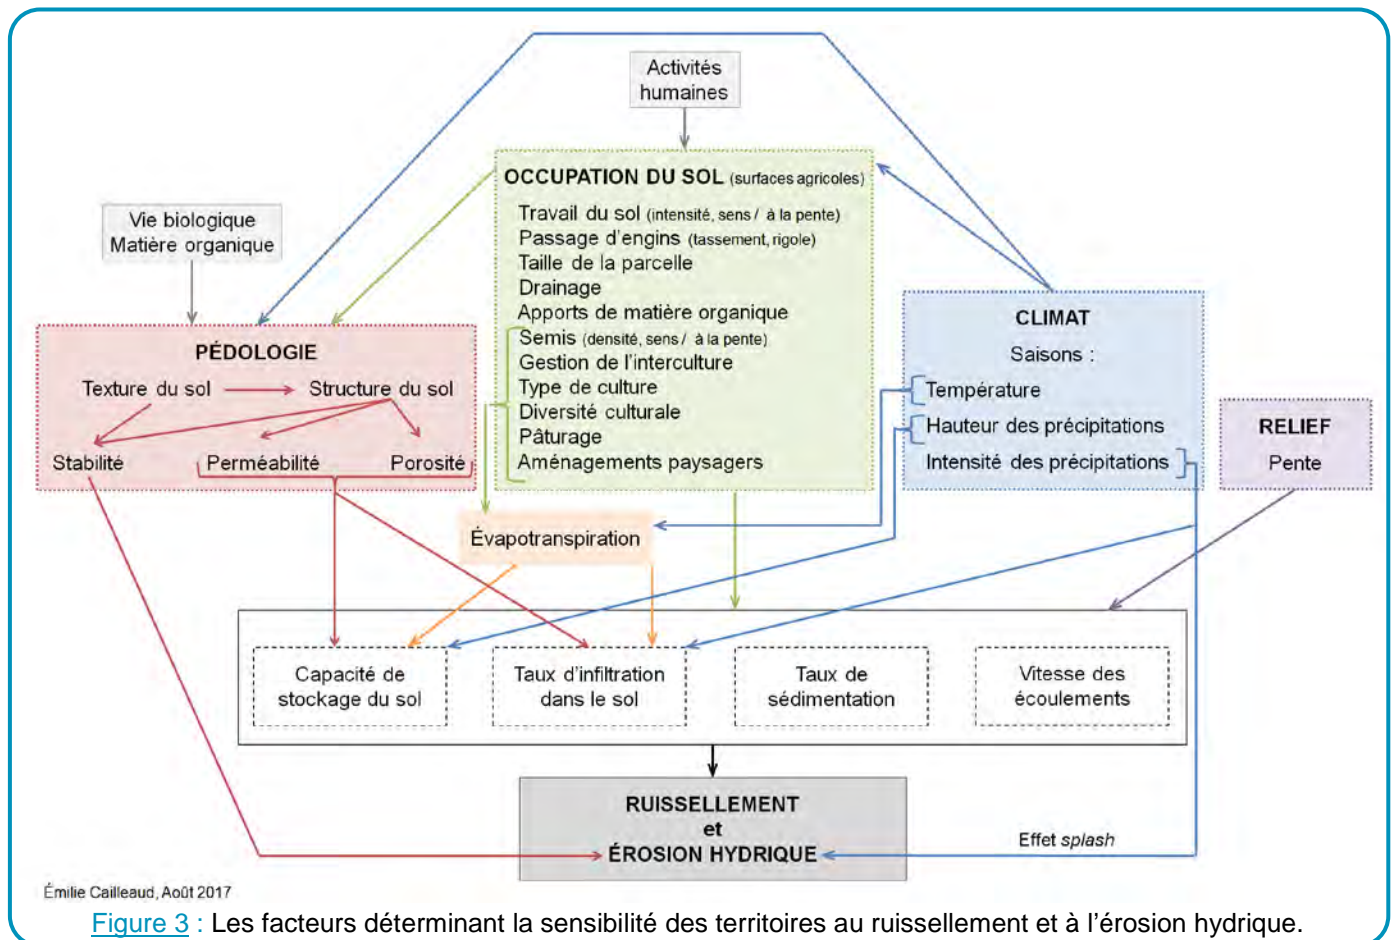 Activités
humaines
OCCUPATION DU SOL (surfaces agricoles)
Travail du sol (intensité, sens / à la pente)
Passage d'engins (tassement, rigole)
Taille de la parcelle
Drainage
Apports de matière organique
Semis (densité, sens / à la pente)
Gestion de l'interculture
Type de culture
Diversité culturale
Pâturage
Aménagements paysagers
Vie biologique
Matière organique
PÉDOLOGIE
Texture du sol
Structure du sol
Stabilité
Perméabilité
Porosité
CLIMAT
Saisons :
Température
Hauteur des précipitations
Intensité des précipitations
RELIEF
Pente
Évapotranspiration
Capacité de
stockage du sol
Taux d'infiltration
dans le sol
Taux de
sédimentation
Vitesse des
écoulements
RUISSELLEMENT
et
ÉROSION HYDRIQUE
Effet splash
Émilie Cailleaud, Août 2017
Figure 3 : Les facteurs déterminant la sensibilité des territoires au ruissellement et à l'érosion hydrique.